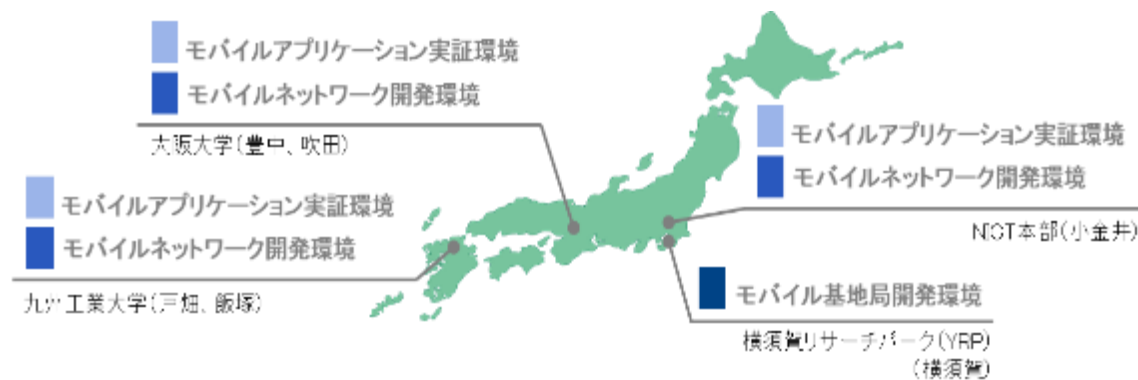 モバイルアプリケーション実証環境
モバイルネットワーク開発環境
大阪大学(豊中、吹田)
モバイルアプリケーション実証環境
モバイルネットワーク開発環境
NICT本部(小金井)
モバイルアプリケーション実証環境
モバイルネットワーク開発環境
九州工業大学(戸畑、飯塚)
モバイル基地局開発環境
横須賀リサーチパーク(YRP)
(横須賀)